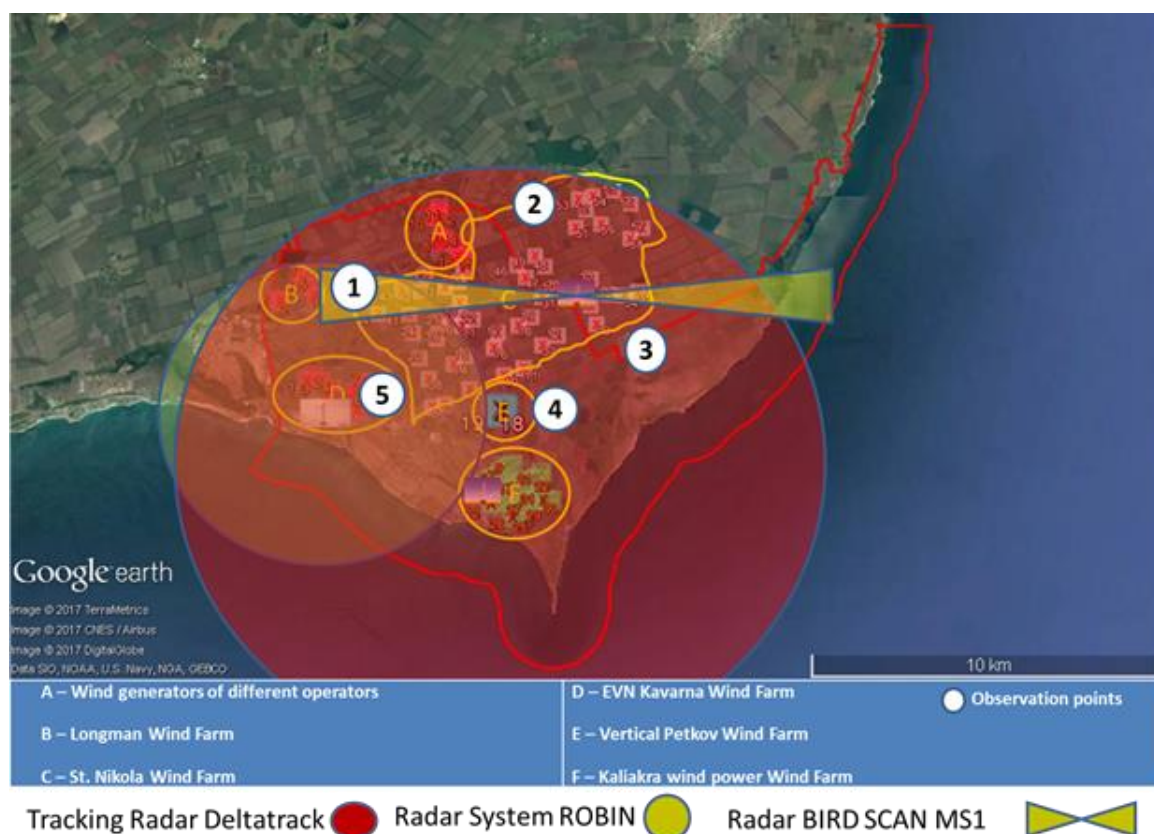 A
2
1
B
C
3
5
D
4
E
19 18
F
Google earth
Image © 2017 TerraMetrics
Image © 2017 CNES / Airbus
Image © 2017 DigitalGlobe
Data SIO, NOAA, U.S. Navy, NGA, GEBCO
10 km
A – Wind generators of different operators
D – EVN Kavarna Wind Farm
Observation points
B – Longman Wind Farm
E – Vertical Petkov Wind Farm
C – St. Nikola Wind Farm
F – Kaliakra wind power Wind Farm
Tracking Radar Deltatrack
Radar System ROBIN
Radar BIRD SCAN MS1